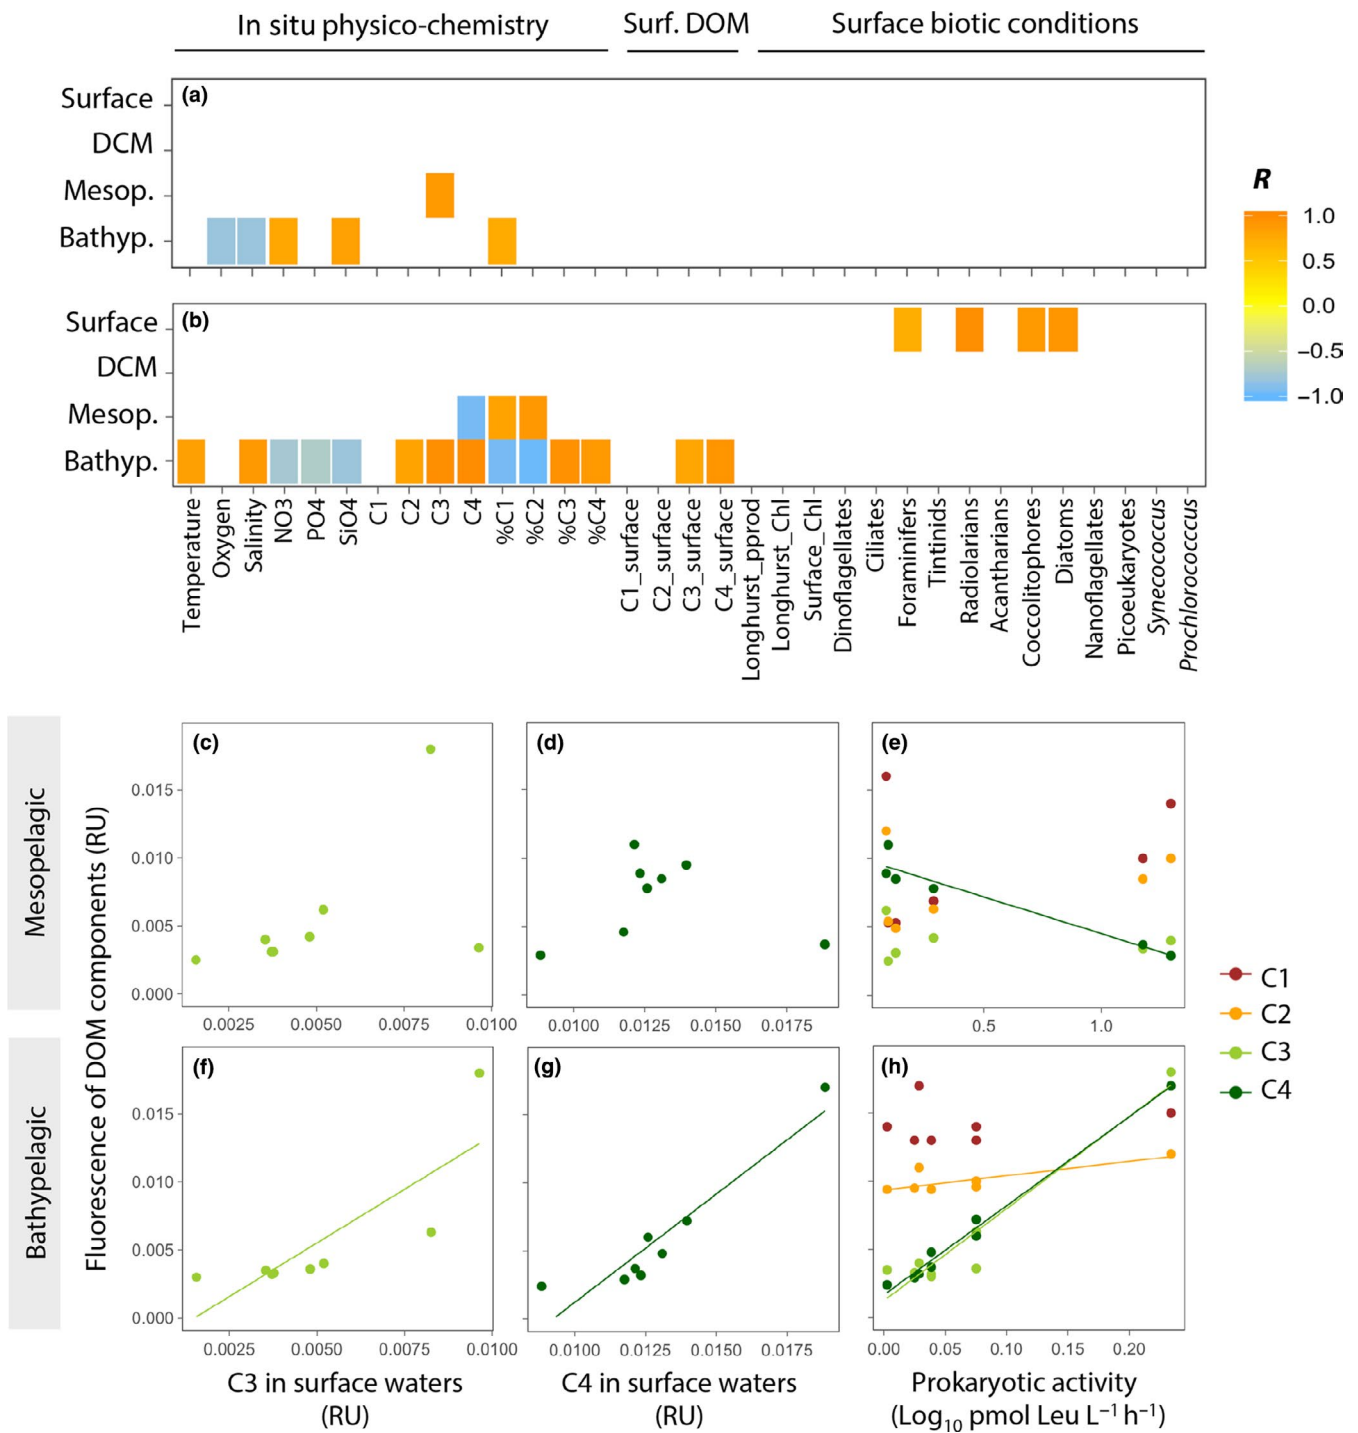 In situ physico-chemistry Surf. DOM Surface biotic conditions
(a)
Surface
DCM
Mesop.
Bathyp.
R
1.0
0.5
0.0
−0.5
−1.0
(b)
Surface
DCM
Mesop.
Bathyp.
Temperature
Oxygen
Salinity
NO3
PO4
SiO4
C1
C2
C3
C4
%C1
%C2
%C3
%C4
C1_surface
C2_surface
C3_surface
C4_surface
Longhurst_pprod
Longhurst_Chl
Surface_Chl
Dinoflagellates
Ciliates
Foraminifers
Tintinids
Radiolarians
Acantharians
Coccolitophores
Diatoms
Nanoflagellates
Picoeukaryotes
Synecococcus
Prochlorococcus
Mesopelagic
Bathypelagic
Fluorescence of DOM components (RU)
(c)
0.015
0.010
0.005
0.000
0.0025 0.0050 0.0075 0.0100
(d)
0.0100 0.0125 0.0150 0.0175
(e)
0.5 1.0
C1
C2
C3
C4
(f)
0.015
0.010
0.005
0.000
0.0025 0.0050 0.0075 0.0100
C3 in surface waters
(RU)
(g)
0.0100 0.0125 0.0150 0.0175
C4 in surface waters
(RU)
(h)
0.00 0.05 0.10 0.15 0.20
Prokaryotic activity
(Log10 pmol Leu L−1 h−1)